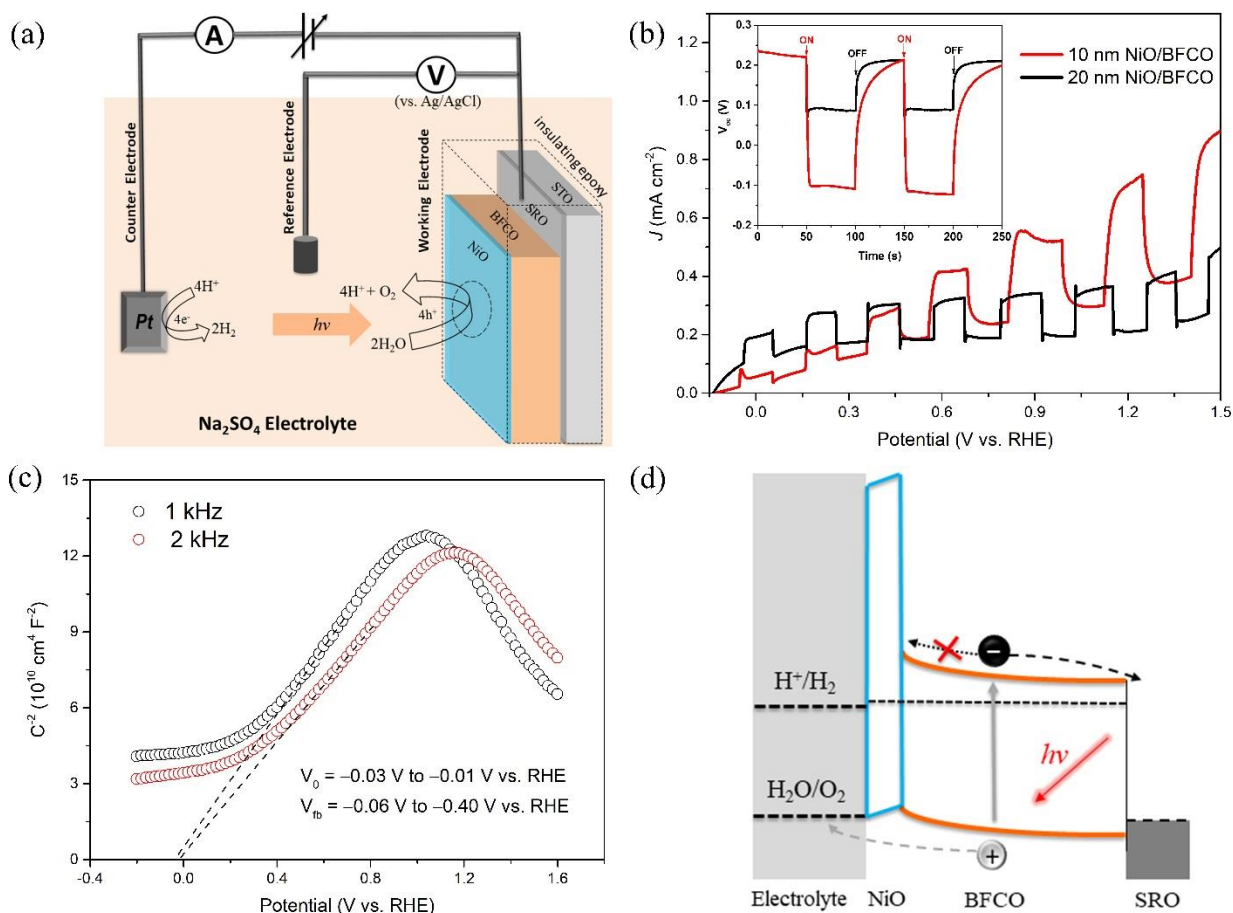 (a)
A
V
(vs. Ag/AgCl)
Counter Electrode
Reference Electrode
Working Electrode
insulating epoxy
STO
SRO
BFCO
NiO
4H⁺
4e⁻
2H₂
Pt
hν
4H⁺ + O₂
4h⁺
2H₂O
Na₂SO₄ Electrolyte
(b)
10 nm NiO/BFCO
20 nm NiO/BFCO
ON
OFF
ON
OFF
0.3
0.2
0.1
0.0
-0.1
-0.2
V_oc (V)
0
50
100
150
200
250
Time (s)
1.2
1.0
0.8
0.6
0.4
0.2
0.0
J (mA cm⁻²)
0.0
0.3
0.6
0.9
1.2
1.5
Potential (V vs. RHE)
(c)
1 kHz
2 kHz
15
12
9
6
3
0
C⁻² (10¹⁰ cm⁴ F⁻²)
V₀ = −0.03 V to −0.01 V vs. RHE
V_fb = −0.06 V to −0.40 V vs. RHE
-0.4
0.0
0.4
0.8
1.2
1.6
Potential (V vs. RHE)
(d)
−
H⁺/H₂
hν
H₂O/O₂
+
Electrolyte
NiO
BFCO
SRO